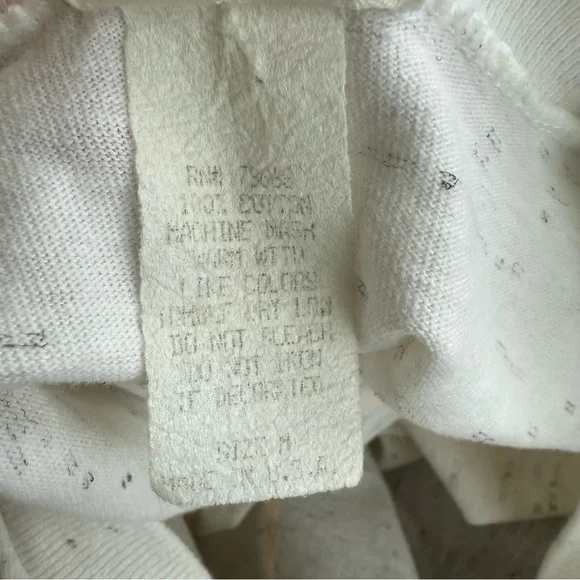 100% COTTON
MACHINE WASH
WARM WITH
LIKE COLORS
TUMBLE DRY LOW
DO NOT BLEACH
DO NOT IRON
IF DECORATED
SIZE M
MADE IN U.S.A.